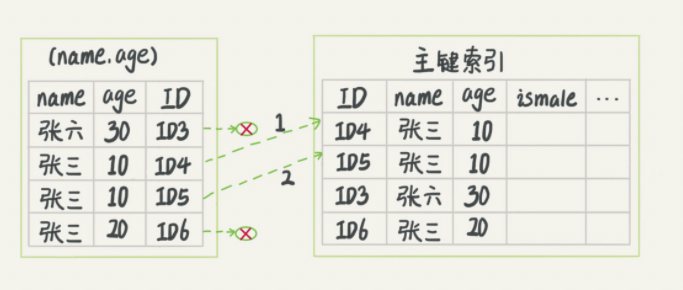 (name,age)
name age ID
张六 30 ID3
张三 10 ID4
张三 10 ID5
张三 20 ID6
1
2
主键索引
ID name age ismale ...
ID4 张三 10
ID5 张三 10
ID3 张六 30
ID6 张三 20